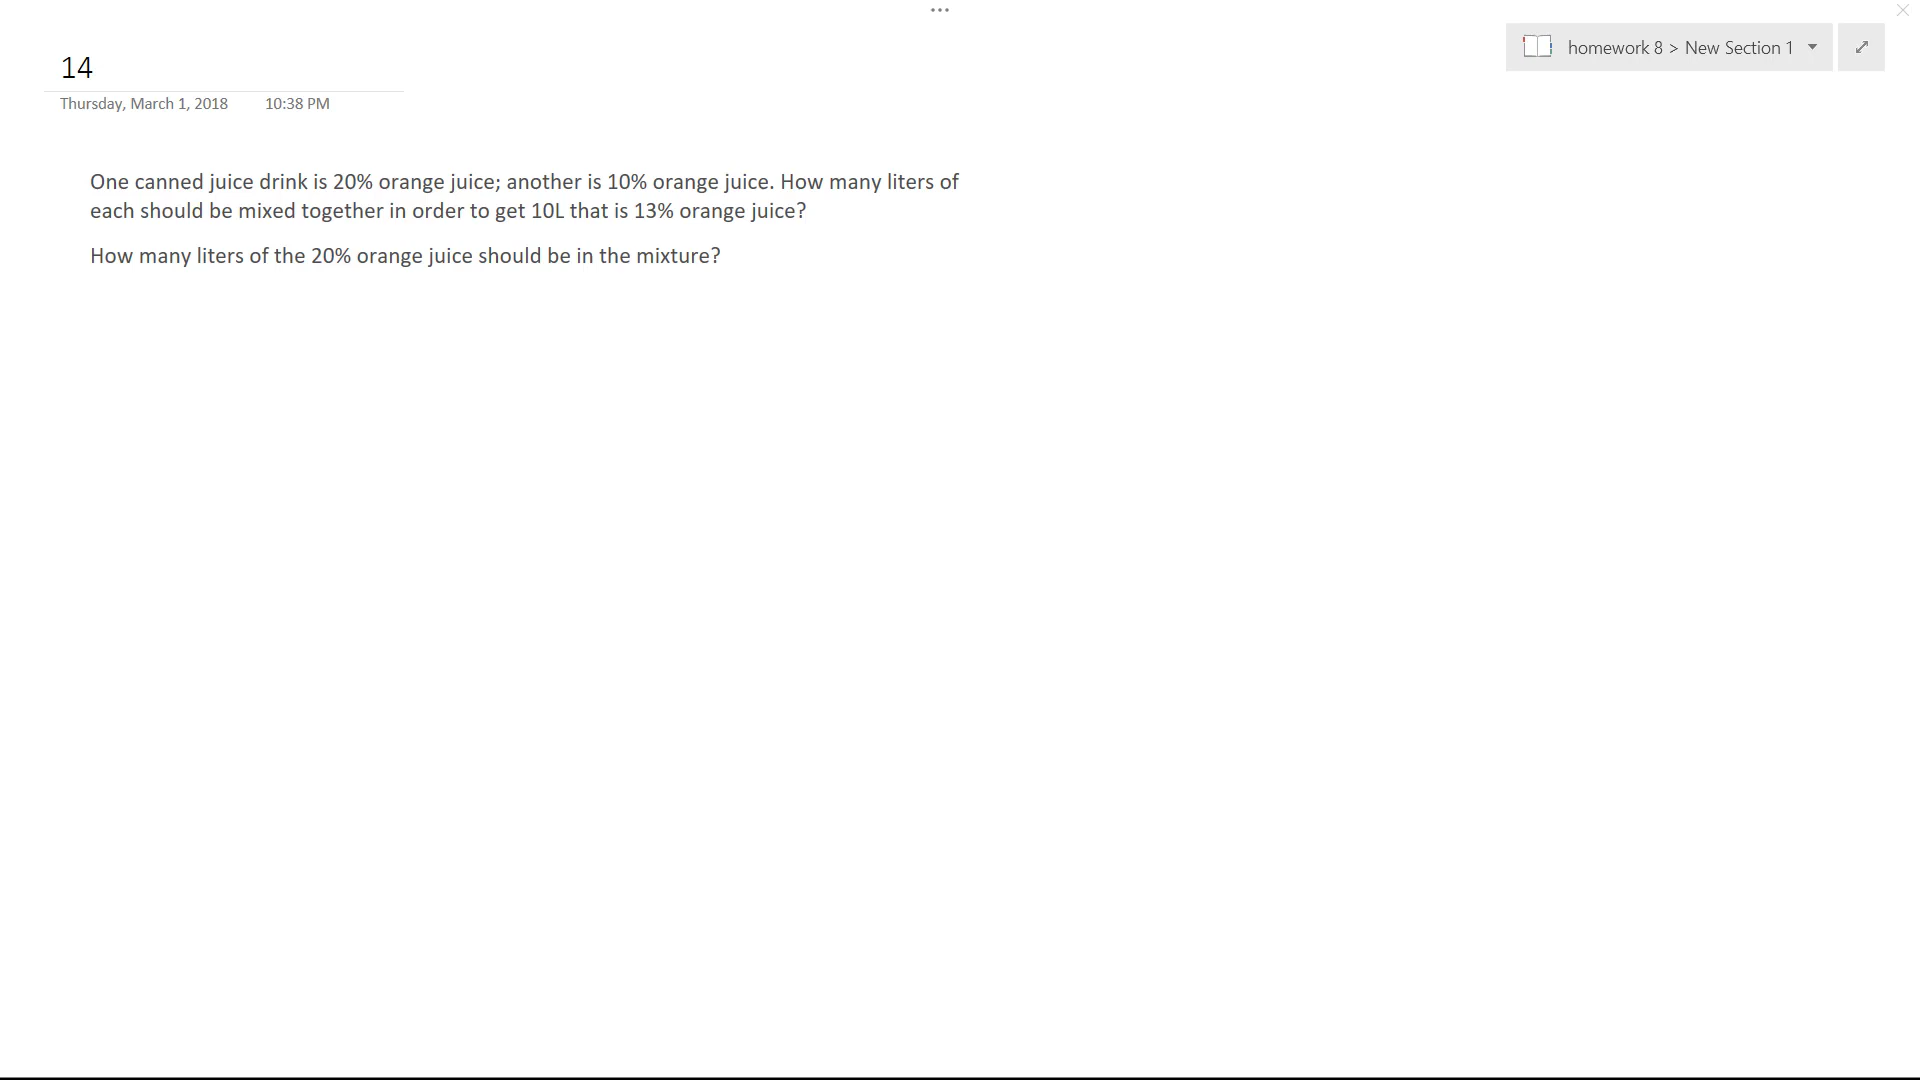 14
Thursday, March 1, 2018 10:38 PM
homework 8 > New Section 1
One canned juice drink is 20% orange juice; another is 10% orange juice. How many liters of
each should be mixed together in order to get 10L that is 13% orange juice?
How many liters of the 20% orange juice should be in the mixture?